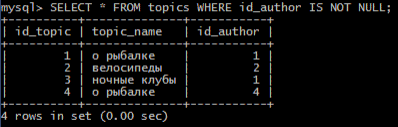 mysql> SELECT * FROM topics WHERE id_author IS NOT NULL;
+----------+--------------+-----------+
| id_topic | topic_name | id_author |
+----------+--------------+-----------+
| 1 | о рыбалке | 1 |
| 2 | велосипеды | 2 |
| 3 | ночные клубы | 1 |
| 4 | о рыбалке | 4 |
+----------+--------------+-----------+
4 rows in set (0.00 sec)